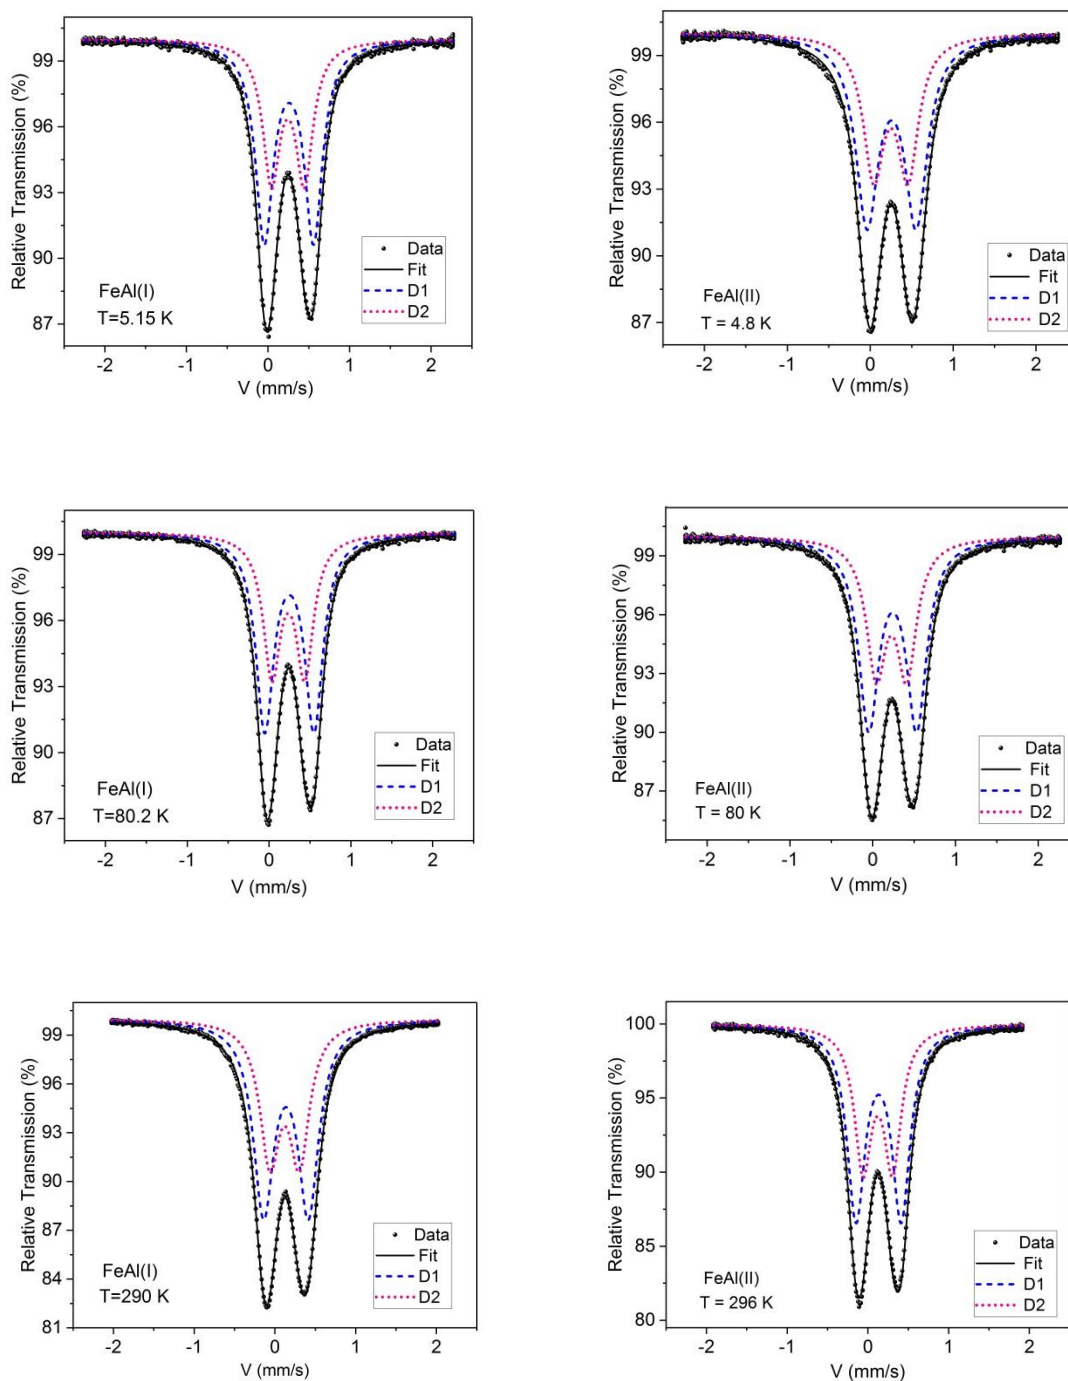 Relative Transmission (%)
99
96
93
90
87
-2 -1 0 1 2
V (mm/s)
FeAl(I)
T=5.15 K
Data
Fit
D1
D2
Relative Transmission (%)
99
96
93
90
87
-2 -1 0 1 2
V (mm/s)
FeAl(II)
T = 4.8 K
Data
Fit
D1
D2
Relative Transmission (%)
99
96
93
90
87
-2 -1 0 1 2
V (mm/s)
FeAl(I)
T=80.2 K
Data
Fit
D1
D2
Relative Transmission (%)
99
96
93
90
87
-2 -1 0 1 2
V (mm/s)
FeAl(II)
T = 80 K
Data
Fit
D1
D2
Relative Transmission (%)
99
96
93
90
87
84
81
-2 -1 0 1 2
V (mm/s)
FeAl(I)
T=290 K
Data
Fit
D1
D2
Relative Transmission (%)
100
95
90
85
80
-2 -1 0 1 2
V (mm/s)
FeAl(II)
T = 296 K
Data
Fit
D1
D2